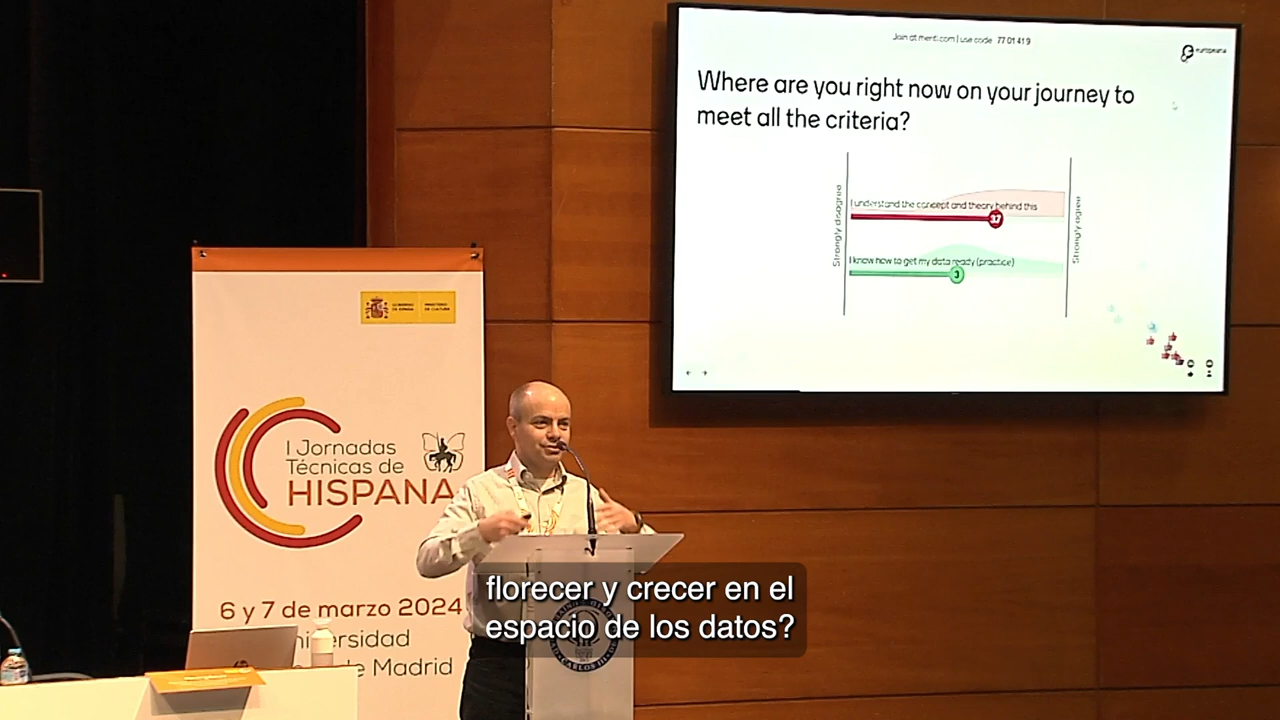 Join at menti.com | use code 7701 419
europeana
Where are you right now on your journey to
meet all the criteria?
Strongly disagree
I understand the concept and theory behind this
I know how to get my data ready (practice)
3
Strongly agree
GOBIERNO
DE ESPAÑA
MINISTERIO
DE CULTURA
I Jornadas
Técnicas de
HISPANA
6 y 7 de marzo 2024
de Madrid
CARLOS III
florecer y crecer en el
espacio de los datos?